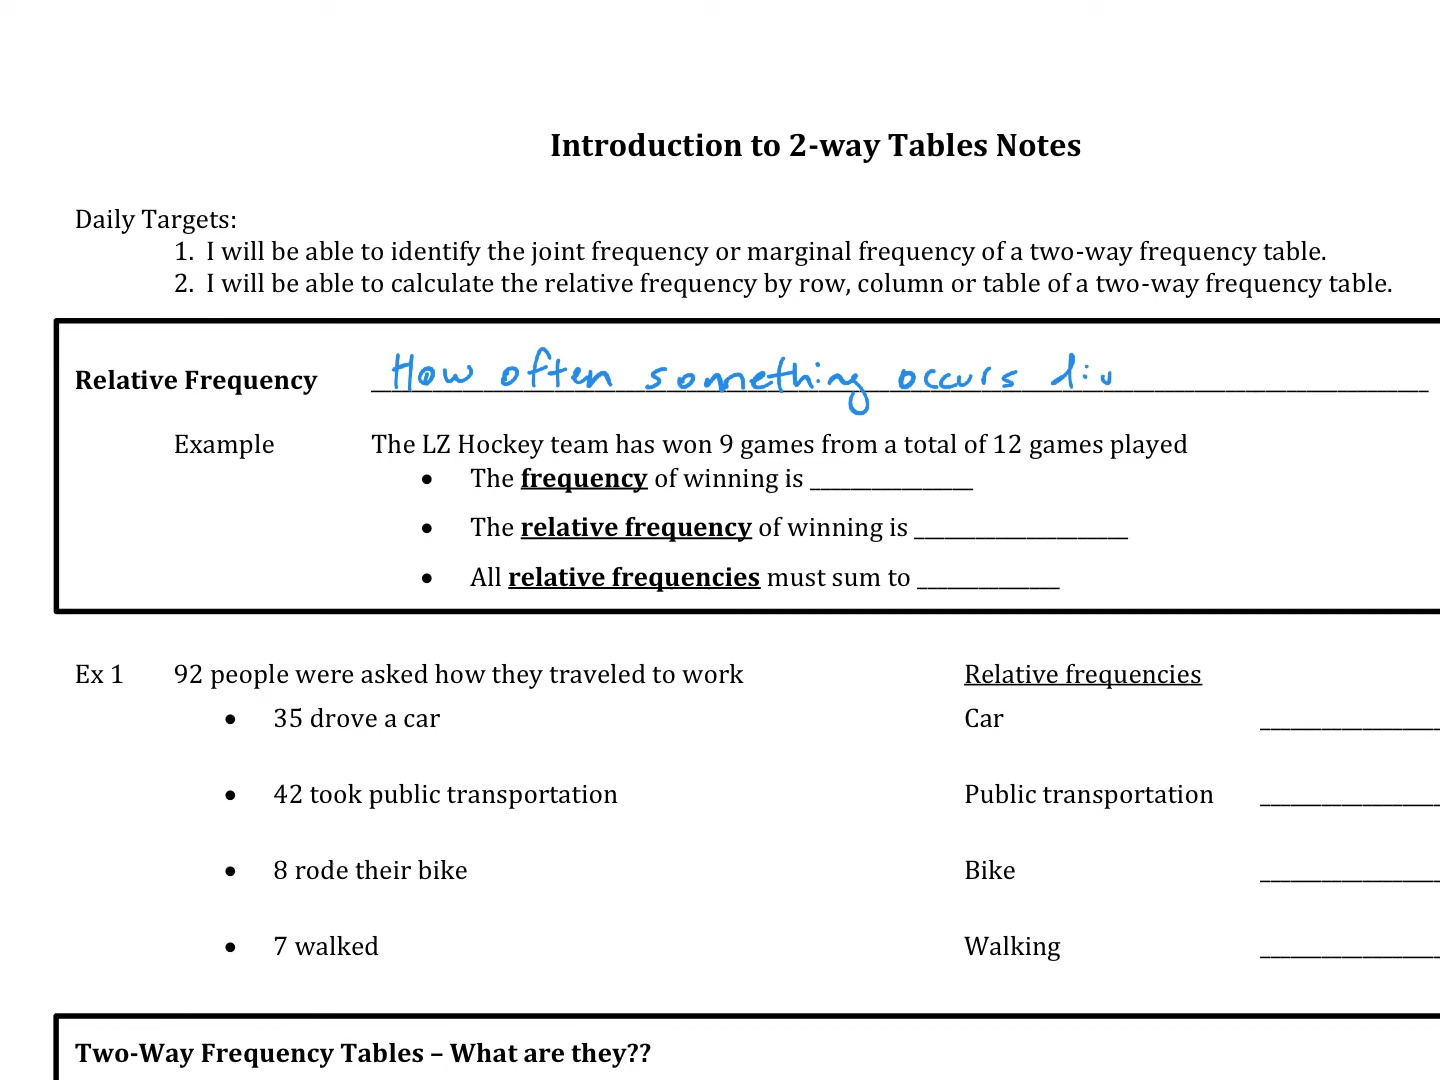 Introduction to 2-way Tables Notes
Daily Targets:
1. I will be able to identify the joint frequency or marginal frequency of a two-way frequency table.
2. I will be able to calculate the relative frequency by row, column or table of a two-way frequency table.
Relative Frequency How often something occurs div
Example The LZ Hockey team has won 9 games from a total of 12 games played
• The frequency of winning is ______________
• The relative frequency of winning is ____________________
• All relative frequencies must sum to _____________
Ex 1 92 people were asked how they traveled to work Relative frequencies
• 35 drove a car Car
• 42 took public transportation Public transportation
• 8 rode their bike Bike
• 7 walked Walking
Two-Way Frequency Tables – What are they??